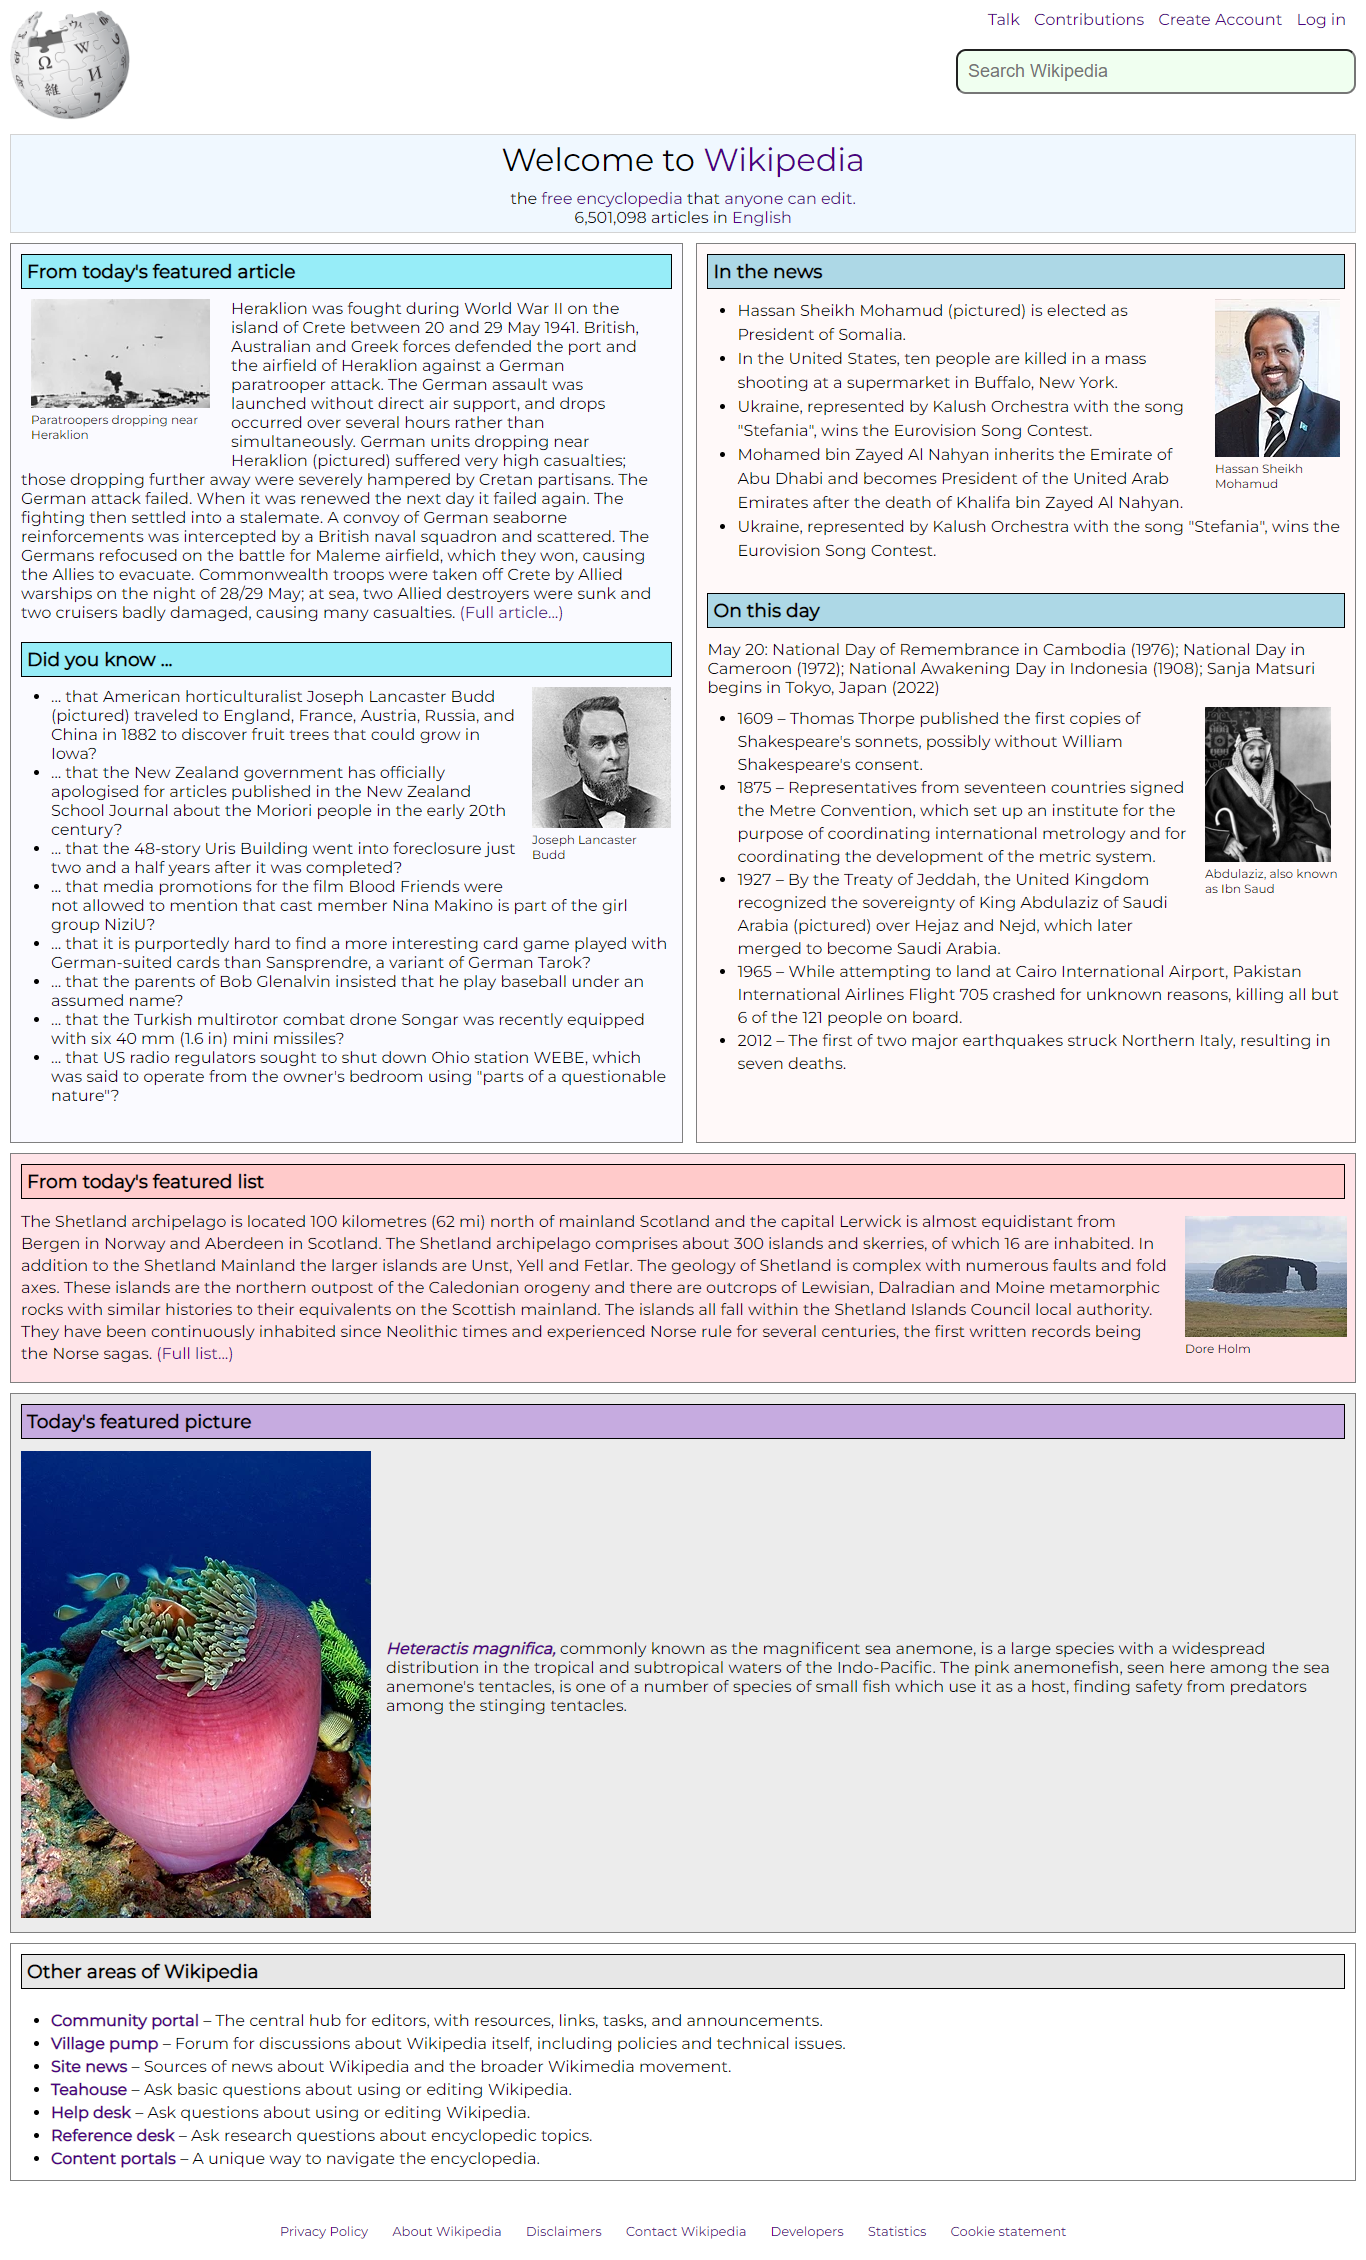 Ω W И 維 7
Talk Contributions Create Account Log in
Search Wikipedia
Welcome to Wikipedia
the free encyclopedia that anyone can edit.
6,501,098 articles in English
From today's featured article
Heraklion was fought during World War II on the
island of Crete between 20 and 29 May 1941. British,
Australian and Greek forces defended the port and
the airfield of Heraklion against a German
paratrooper attack. The German assault was
launched without direct air support, and drops
occurred over several hours rather than
simultaneously. German units dropping near
Heraklion (pictured) suffered very high casualties;
Paratroopers dropping near
Heraklion
those dropping further away were severely hampered by Cretan partisans. The
German attack failed. When it was renewed the next day it failed again. The
fighting then settled into a stalemate. A convoy of German seaborne
reinforcements was intercepted by a British naval squadron and scattered. The
Germans refocused on the battle for Maleme airfield, which they won, causing
the Allies to evacuate. Commonwealth troops were taken off Crete by Allied
warships on the night of 28/29 May; at sea, two Allied destroyers were sunk and
two cruisers badly damaged, causing many casualties. (Full article...)
Did you know ...
... that American horticulturalist Joseph Lancaster Budd
(pictured) traveled to England, France, Austria, Russia, and
China in 1882 to discover fruit trees that could grow in
Iowa?
... that the New Zealand government has officially
apologised for articles published in the New Zealand
School Journal about the Moriori people in the early 20th
century?
... that the 48-story Uris Building went into foreclosure just
two and a half years after it was completed?
... that media promotions for the film Blood Friends were
not allowed to mention that cast member Nina Makino is part of the girl
group NiziU?
... that it is purportedly hard to find a more interesting card game played with
German-suited cards than Sansprendre, a variant of German Tarok?
... that the parents of Bob Glenalvin insisted that he play baseball under an
assumed name?
... that the Turkish multirotor combat drone Songar was recently equipped
with six 40 mm (1.6 in) mini missiles?
... that US radio regulators sought to shut down Ohio station WEBE, which
was said to operate from the owner's bedroom using "parts of a questionable
nature"?
Joseph Lancaster
Budd
In the news
Hassan Sheikh Mohamud (pictured) is elected as
President of Somalia.
In the United States, ten people are killed in a mass
shooting at a supermarket in Buffalo, New York.
Ukraine, represented by Kalush Orchestra with the song
"Stefania", wins the Eurovision Song Contest.
Mohamed bin Zayed Al Nahyan inherits the Emirate of
Abu Dhabi and becomes President of the United Arab
Emirates after the death of Khalifa bin Zayed Al Nahyan.
Ukraine, represented by Kalush Orchestra with the song "Stefania", wins the
Eurovision Song Contest.
Hassan Sheikh
Mohamud
On this day
May 20: National Day of Remembrance in Cambodia (1976); National Day in
Cameroon (1972); National Awakening Day in Indonesia (1908); Sanja Matsuri
begins in Tokyo, Japan (2022)
1609 – Thomas Thorpe published the first copies of
Shakespeare's sonnets, possibly without William
Shakespeare's consent.
1875 – Representatives from seventeen countries signed
the Metre Convention, which set up an institute for the
purpose of coordinating international metrology and for
coordinating the development of the metric system.
1927 – By the Treaty of Jeddah, the United Kingdom
recognized the sovereignty of King Abdulaziz of Saudi
Arabia (pictured) over Hejaz and Nejd, which later
merged to become Saudi Arabia.
1965 – While attempting to land at Cairo International Airport, Pakistan
International Airlines Flight 705 crashed for unknown reasons, killing all but
6 of the 121 people on board.
2012 – The first of two major earthquakes struck Northern Italy, resulting in
seven deaths.
Abdulaziz, also known
as Ibn Saud
From today's featured list
The Shetland archipelago is located 100 kilometres (62 mi) north of mainland Scotland and the capital Lerwick is almost equidistant from
Bergen in Norway and Aberdeen in Scotland. The Shetland archipelago comprises about 300 islands and skerries, of which 16 are inhabited. In
addition to the Shetland Mainland the larger islands are Unst, Yell and Fetlar. The geology of Shetland is complex with numerous faults and fold
axes. These islands are the northern outpost of the Caledonian orogeny and there are outcrops of Lewisian, Dalradian and Moine metamorphic
rocks with similar histories to their equivalents on the Scottish mainland. The islands all fall within the Shetland Islands Council local authority.
They have been continuously inhabited since Neolithic times and experienced Norse rule for several centuries, the first written records being
the Norse sagas. (Full list...)
Dore Holm
Today's featured picture
Heteractis magnifica, commonly known as the magnificent sea anemone, is a large species with a widespread
distribution in the tropical and subtropical waters of the Indo-Pacific. The pink anemonefish, seen here among the sea
anemone's tentacles, is one of a number of species of small fish which use it as a host, finding safety from predators
among the stinging tentacles.
Other areas of Wikipedia
Community portal – The central hub for editors, with resources, links, tasks, and announcements.
Village pump – Forum for discussions about Wikipedia itself, including policies and technical issues.
Site news – Sources of news about Wikipedia and the broader Wikimedia movement.
Teahouse – Ask basic questions about using or editing Wikipedia.
Help desk – Ask questions about using or editing Wikipedia.
Reference desk – Ask research questions about encyclopedic topics.
Content portals – A unique way to navigate the encyclopedia.
Privacy Policy About Wikipedia Disclaimers Contact Wikipedia Developers Statistics Cookie statement